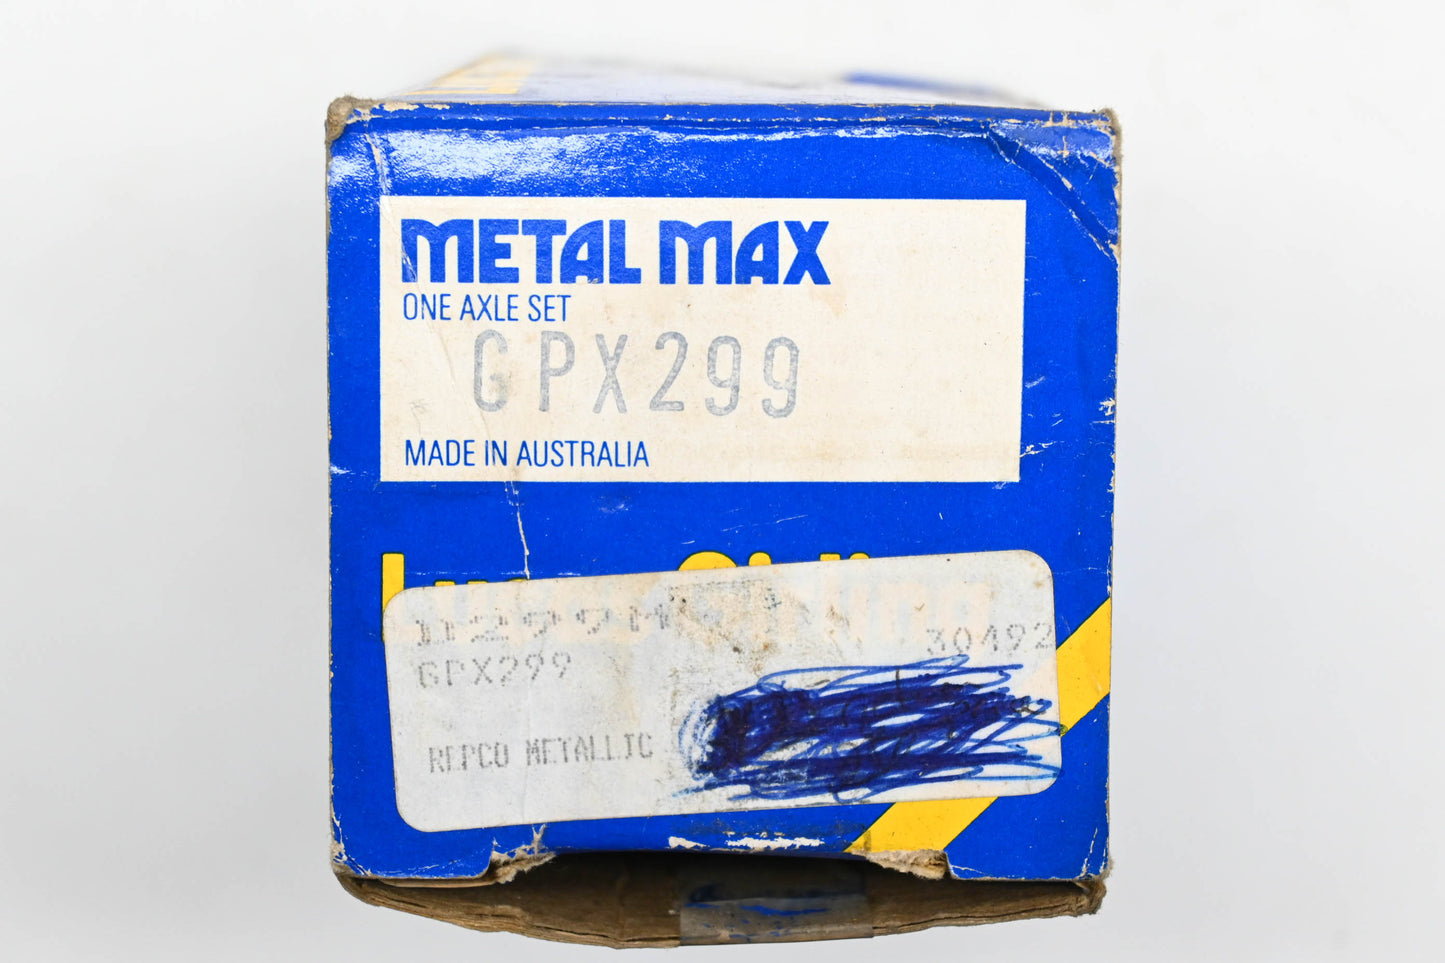 METAL MAX
ONE AXLE SET
GPX299
MADE IN AUSTRALIA
30492
GPX299
REPCO METALLIC